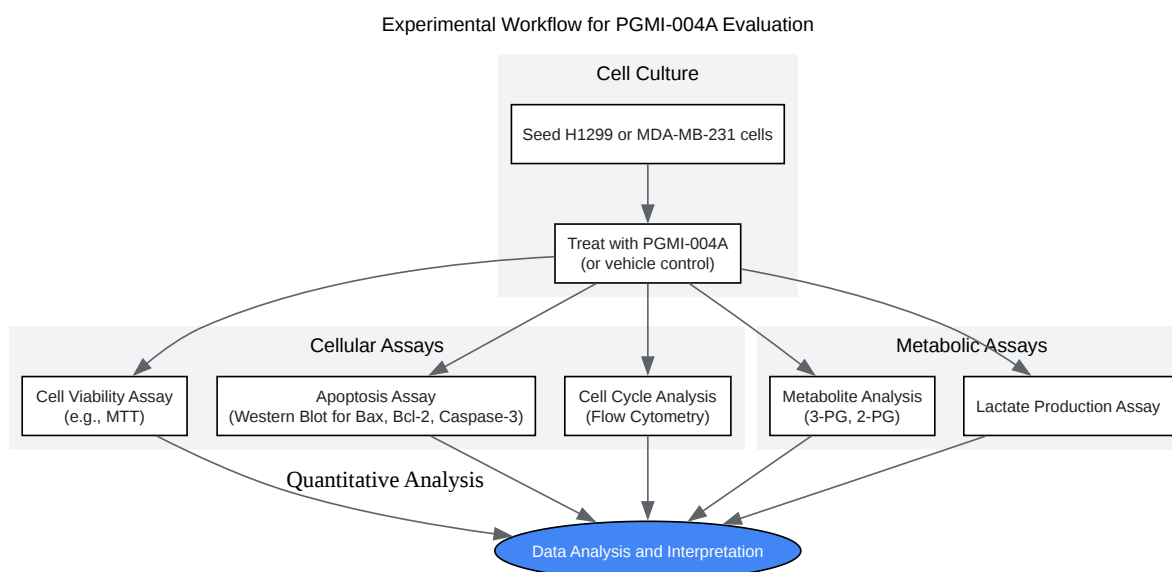 Experimental Workflow for PGMI-004A Evaluation
Cell Culture
Seed H1299 or MDA-MB-231 cells
Treat with PGMI-004A
(or vehicle control)
Cellular Assays
Metabolic Assays
Cell Viability Assay
(e.g., MTT)
Apoptosis Assay
(Western Blot for Bax, Bcl-2, Caspase-3)
Cell Cycle Analysis
(Flow Cytometry)
Metabolite Analysis
(3-PG, 2-PG)
Lactate Production Assay
Quantitative Analysis
Data Analysis and Interpretation